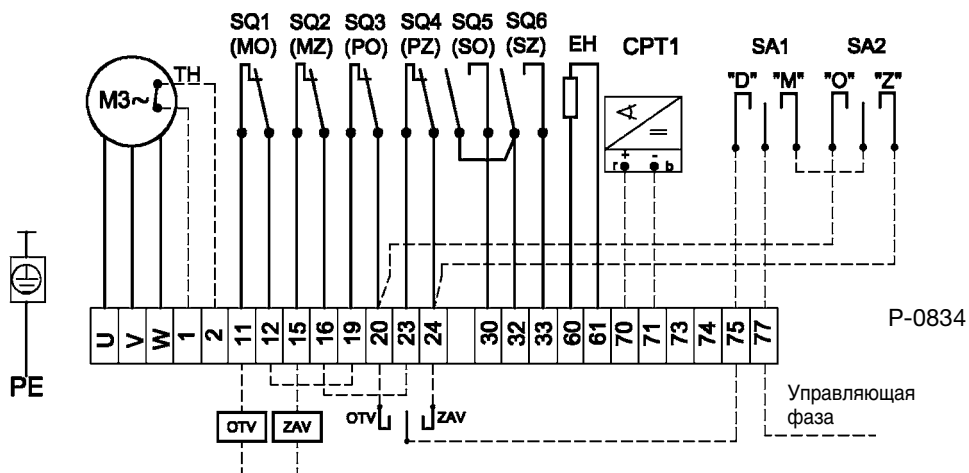 SQ1 SQ2 SQ3 SQ4 SQ5 SQ6
(MO) (MZ) (PO) (PZ) (SO) (SZ) EH CPT1 SA1 SA2
"D" "M" "O" "Z"
TH
M3~
+ -
r b
U V W 1 2 11 12 15 16 19 20 23 24 30 32 33 60 61 70 71 73 74 75 77
P-0834
PE
Управляющая
фаза
OTV ZAV OTV ZAV